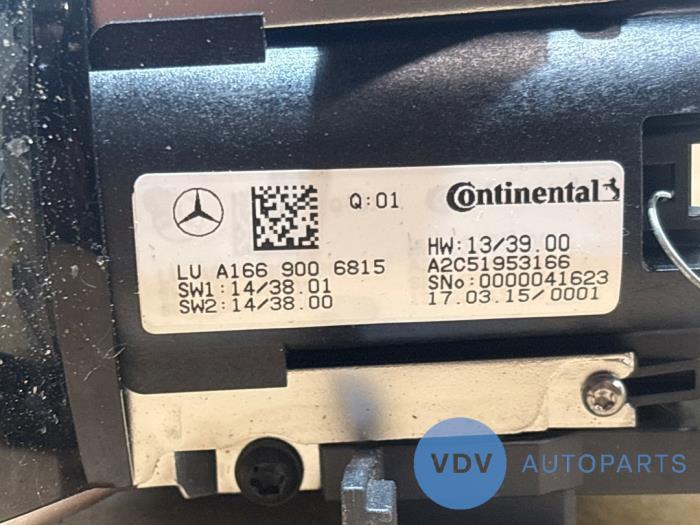 Q:01 Continental
HW:13/39.00
LU A166 900 6815 A2C51953166
SW1:14/38.01 SNo:0000041623
SW2:14/38.00 17.03.15/0001
VDV AUTOPARTS